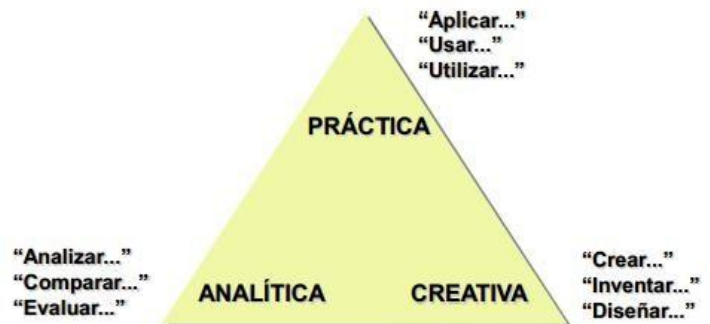 “Aplicar...”
“Usar...”
“Utilizar...”
PRÁCTICA
“Analizar...”
“Comparar...”
“Evaluar...”
ANALÍTICA
CREATIVA
“Crear...”
“Inventar...”
“Diseñar...”